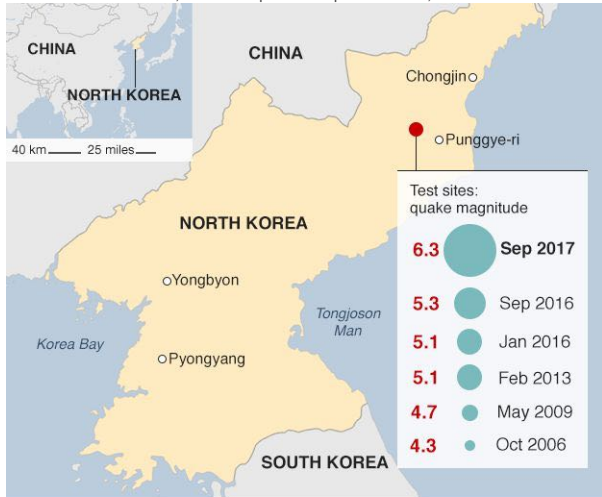 CHINA
NORTH KOREA
40 km
25 miles
CHINA
Chongjin
Punggye-ri
NORTH KOREA
Yongbyon
Tongjoson
Man
Korea Bay
Pyongyang
SOUTH KOREA
Test sites:
quake magnitude
6.3 Sep 2017
5.3 Sep 2016
5.1 Jan 2016
5.1 Feb 2013
4.7 May 2009
4.3 Oct 2006